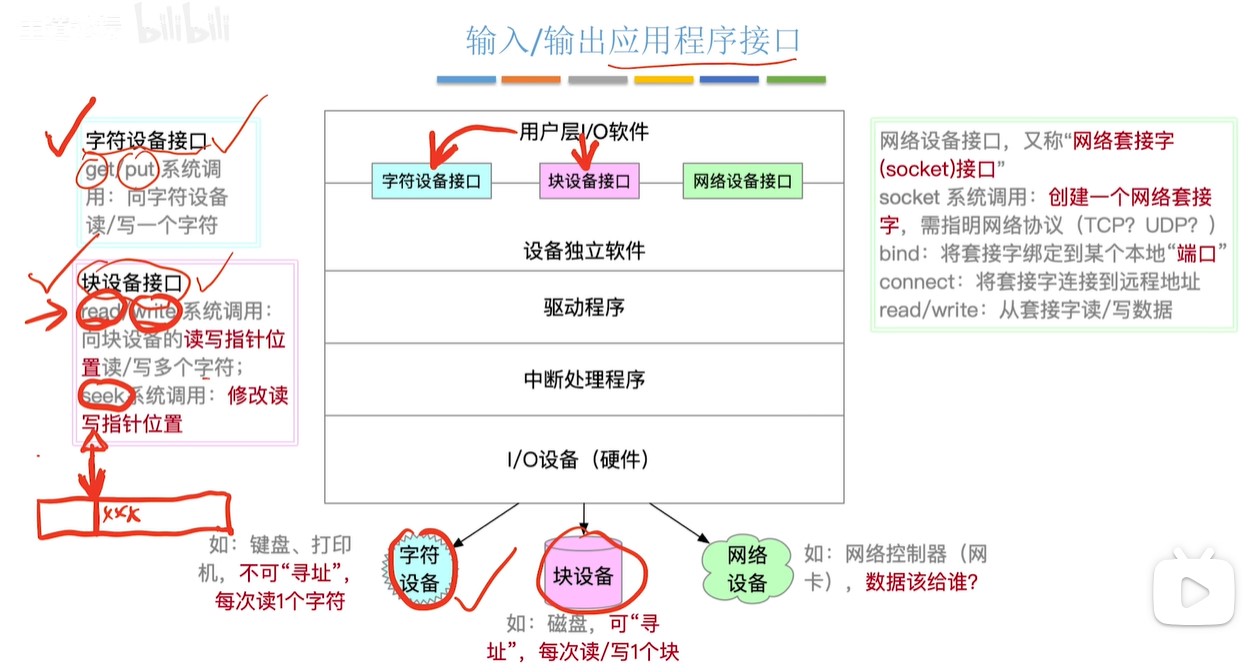 bilibili
输入/输出应用程序接口
字符设备接口
get/put 系统调
用：向字符设备
读/写一个字符
块设备接口
read/write 系统调用：
向块设备的读写指针位
置读/写多个字符；
seek系统调用：修改读
写指针位置
xxx
用户层I/O软件
字符设备接口
块设备接口
网络设备接口
设备独立软件
驱动程序
中断处理程序
I/O设备（硬件）
网络设备接口，又称“网络套接字
(socket)接口”
socket 系统调用：创建一个网络套接
字，需指明网络协议（TCP？UDP？）
bind：将套接字绑定到某个本地“端口”
connect：将套接字连接到远程地址
read/write：从套接字读/写数据
如：键盘、打印
机，不可“寻址”，
每次读1个字符
字符
设备
块设备
如：磁盘，可“寻
址”，每次读/写1个块
网络
设备
如：网络控制器（网
卡），数据该给谁？